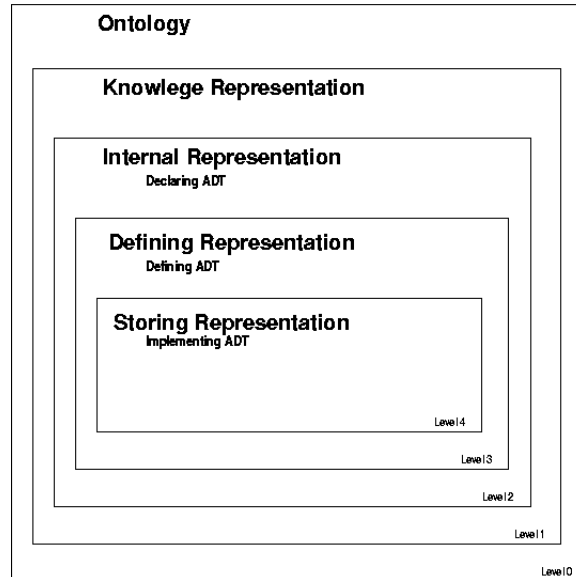 Ontology
Knowlege Representation
Internal Representation
Declaring ADT
Defining Representation
Defining ADT
Storing Representation
Implementing ADT
Level4
Level3
Level2
Level1
Level0